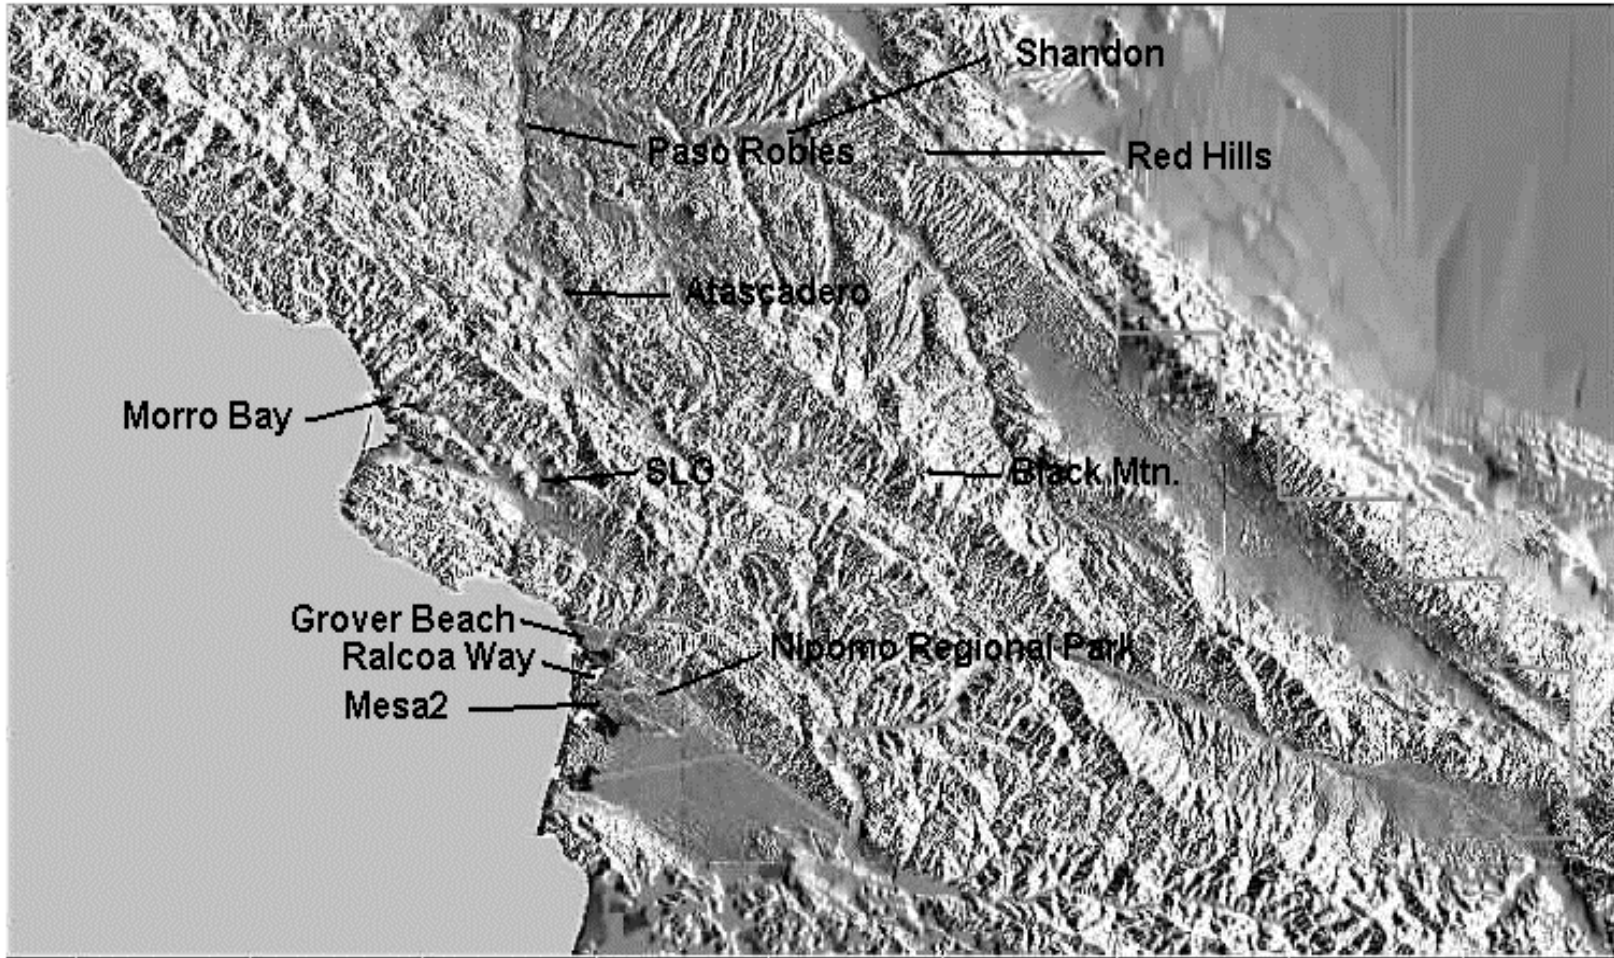 Shandon
Paso Robles
Red Hills
Atascadero
Morro Bay
SLO
Black Mtn.
Grover Beach
Ralcoa Way
Nipomo Regional Park
Mesa2